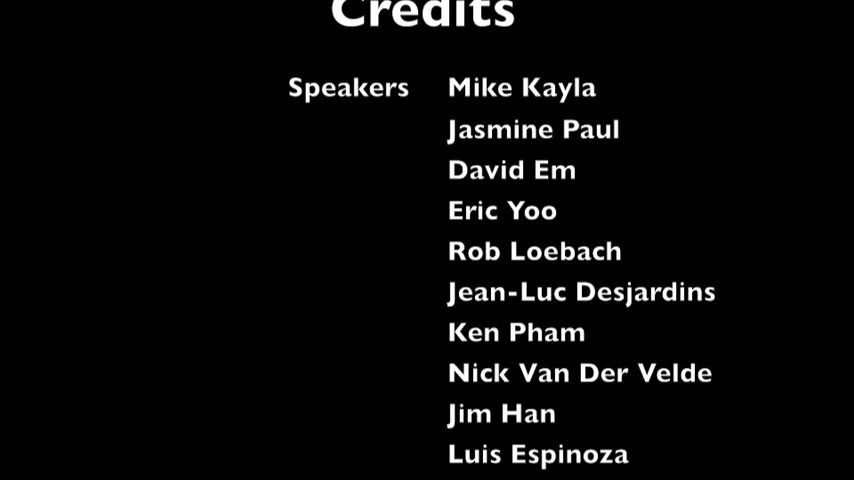 Credits
Speakers Mike Kayla
Jasmine Paul
David Em
Eric Yoo
Rob Loebach
Jean-Luc Desjardins
Ken Pham
Nick Van Der Velde
Jim Han
Luis Espinoza